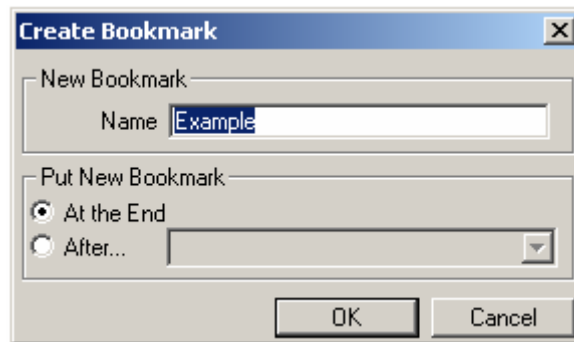 Create Bookmark
New Bookmark
Name Example
Put New Bookmark
At the End
After...
OK Cancel